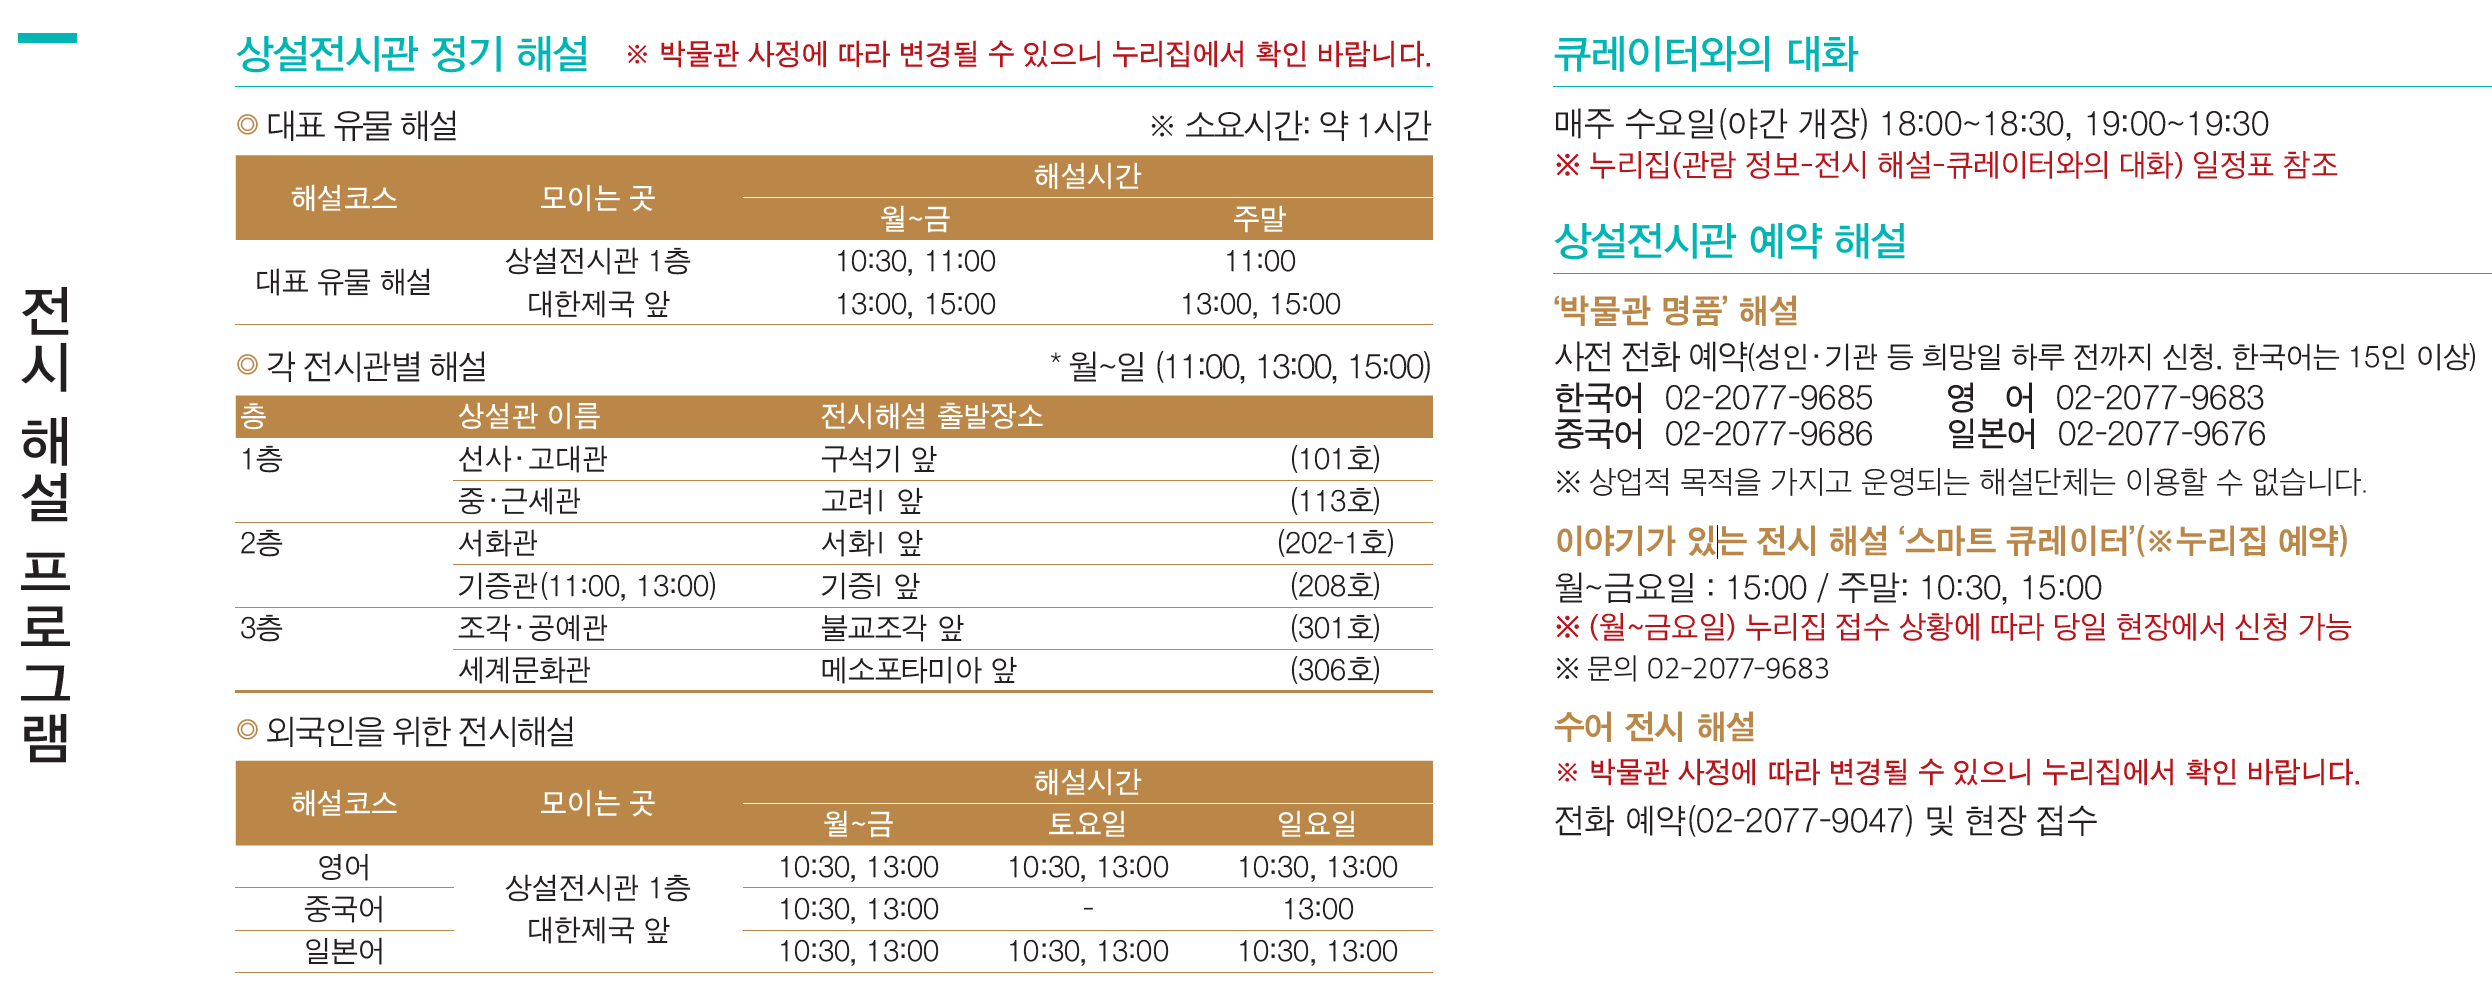 전시 해설 프로그램
상설전시관 정기 해설 ※ 박물관 사정에 따라 변경될 수 있으니 누리집에서 확인 바랍니다.
◎ 대표 유물 해설 ※ 소요시간: 약 1시간
해설코스 모이는 곳 해설시간
월~금 주말
대표 유물 해설 상설전시관 1층 10:30, 11:00 11:00
대한제국 앞 13:00, 15:00 13:00, 15:00
◎ 각 전시관별 해설 * 월~일 (11:00, 13:00, 15:00)
층 상설관 이름 전시해설 출발장소
1층 선사·고대관 구석기 앞 (101호)
중·근세관 고려Ⅰ 앞 (113호)
2층 서화관 서화Ⅰ 앞 (202-1호)
기증관(11:00, 13:00) 기증Ⅰ 앞 (208호)
3층 조각·공예관 불교조각 앞 (301호)
세계문화관 메소포타미아 앞 (306호)
◎ 외국인을 위한 전시해설
해설코스 모이는 곳 해설시간
월~금 토요일 일요일
영어 10:30, 13:00 10:30, 13:00 10:30, 13:00
상설전시관 1층
중국어 10:30, 13:00 - 13:00
대한제국 앞
일본어 10:30, 13:00 10:30, 13:00 10:30, 13:00
큐레이터와의 대화
매주 수요일(야간 개장) 18:00~18:30, 19:00~19:30
※ 누리집(관람 정보-전시 해설-큐레이터와의 대화) 일정표 참조
상설전시관 예약 해설
‘박물관 명품’ 해설
사전 전화 예약(성인·기관 등 희망일 하루 전까지 신청. 한국어는 15인 이상)
한국어 02-2077-9685 영 어 02-2077-9683
중국어 02-2077-9686 일본어 02-2077-9676
※ 상업적 목적을 가지고 운영되는 해설단체는 이용할 수 없습니다.
이야기가 있는 전시 해설 ‘스마트 큐레이터’(※누리집 예약)
월~금요일 : 15:00 / 주말: 10:30, 15:00
※ (월~금요일) 누리집 접수 상황에 따라 당일 현장에서 신청 가능
※ 문의 02-2077-9683
수어 전시 해설
※ 박물관 사정에 따라 변경될 수 있으니 누리집에서 확인 바랍니다.
전화 예약(02-2077-9047) 및 현장 접수